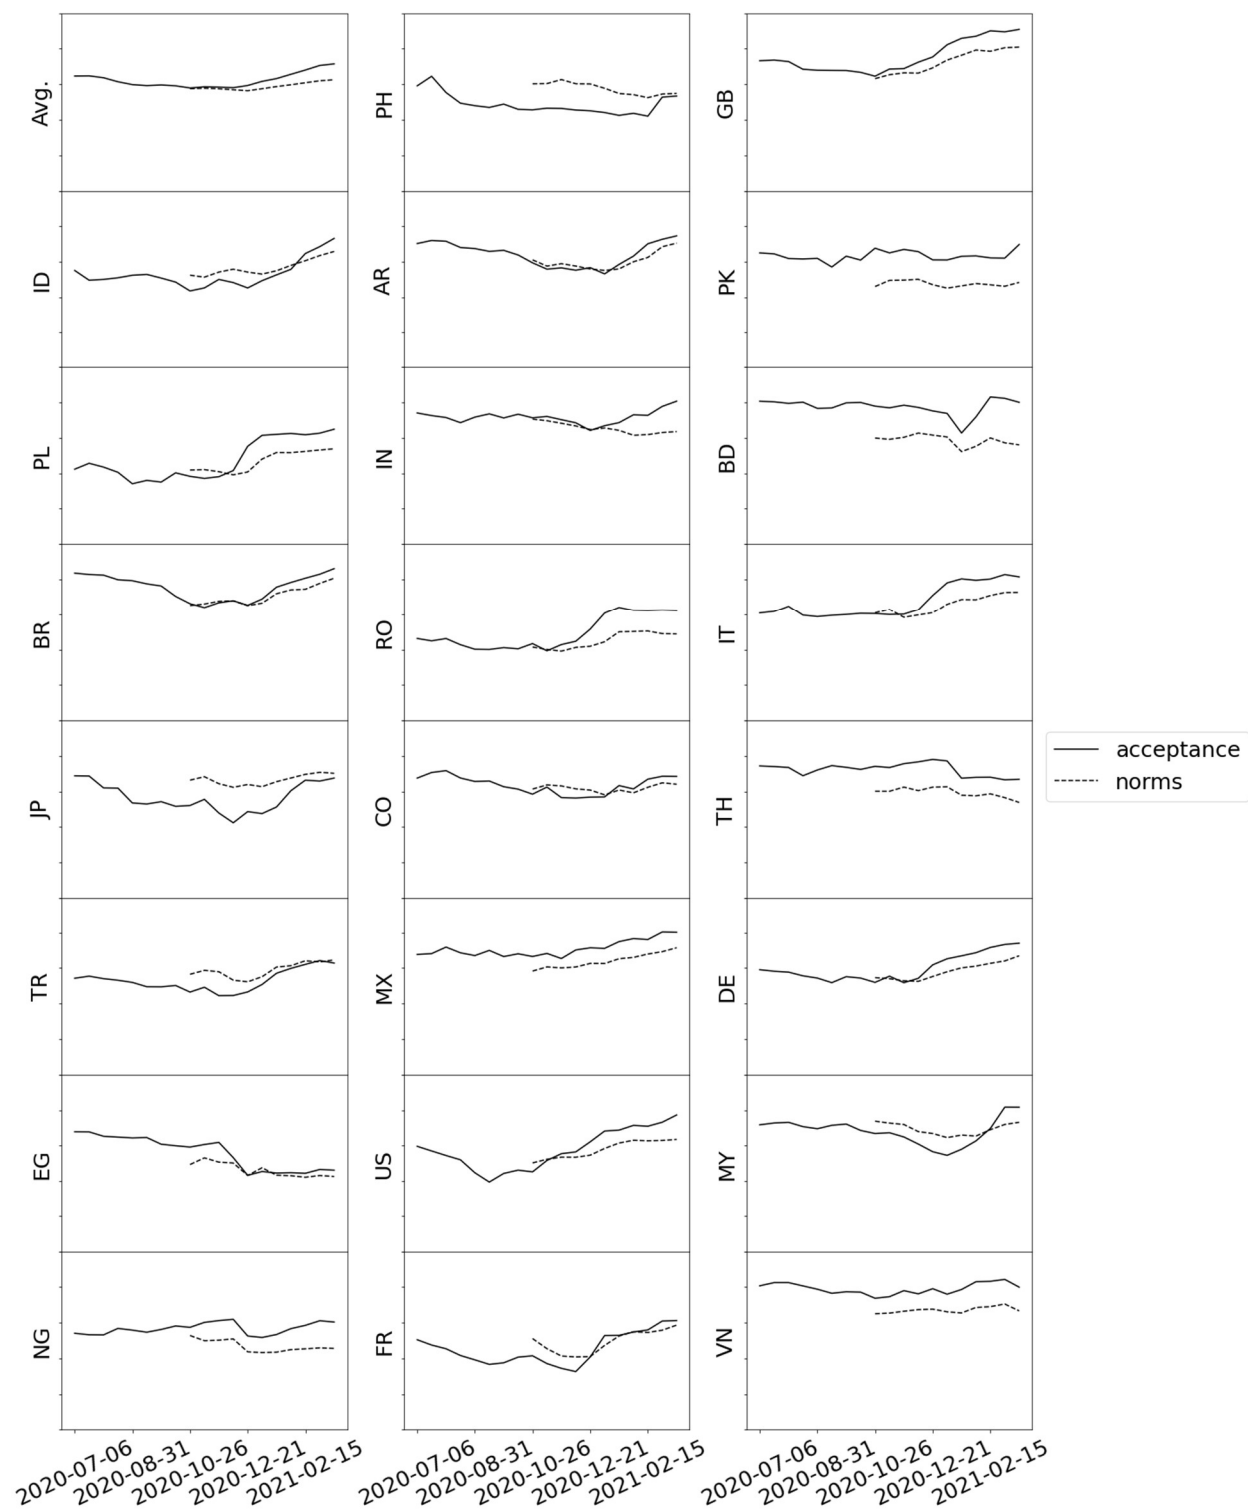 Avg.
PH
GB
ID
AR
PK
PL
IN
BD
BR
RO
IT
JP
CO
TH
acceptance
norms
TR
MX
DE
EG
US
MY
NG
FR
VN
2020-07-06
2020-08-31
2020-10-26
2020-12-21
2021-02-15
2020-07-06
2020-08-31
2020-10-26
2020-12-21
2021-02-15
2020-07-06
2020-08-31
2020-10-26
2020-12-21
2021-02-15